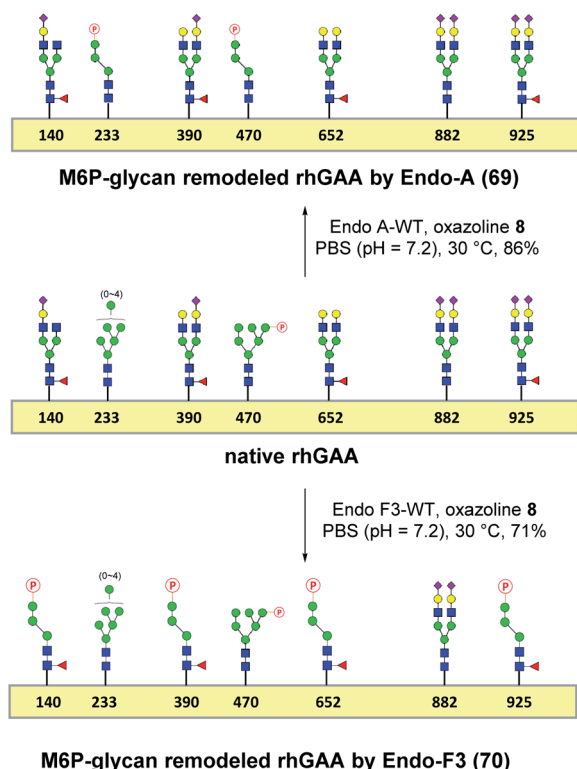 P P
140 233 390 470 652 882 925
M6P-glycan remodeled rhGAA by Endo-A (69)
Endo A-WT, oxazoline 8
PBS (pH = 7.2), 30 °C, 86%
(0~4)
P
140 233 390 470 652 882 925
native rhGAA
Endo F3-WT, oxazoline 8
PBS (pH = 7.2), 30 °C, 71%
P (0~4) P P P
P
140 233 390 470 652 882 925
M6P-glycan remodeled rhGAA by Endo-F3 (70)